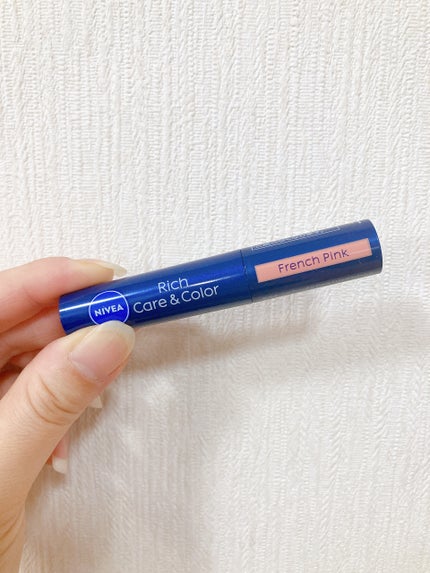 NIVEA
Rich
Care & Color
French Pink